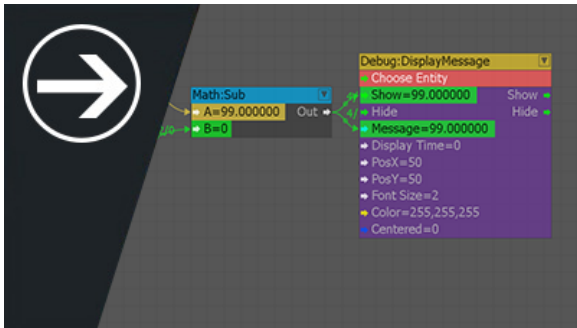 Math:Sub
A=99.000000 Out
B=0
Debug:DisplayMessage
Choose Entity
Show=99.000000 Show
Hide Hide
Message=99.000000
Display Time=0
PosX=50
PosY=50
Font Size=2
Color=255,255,255
Centered=0